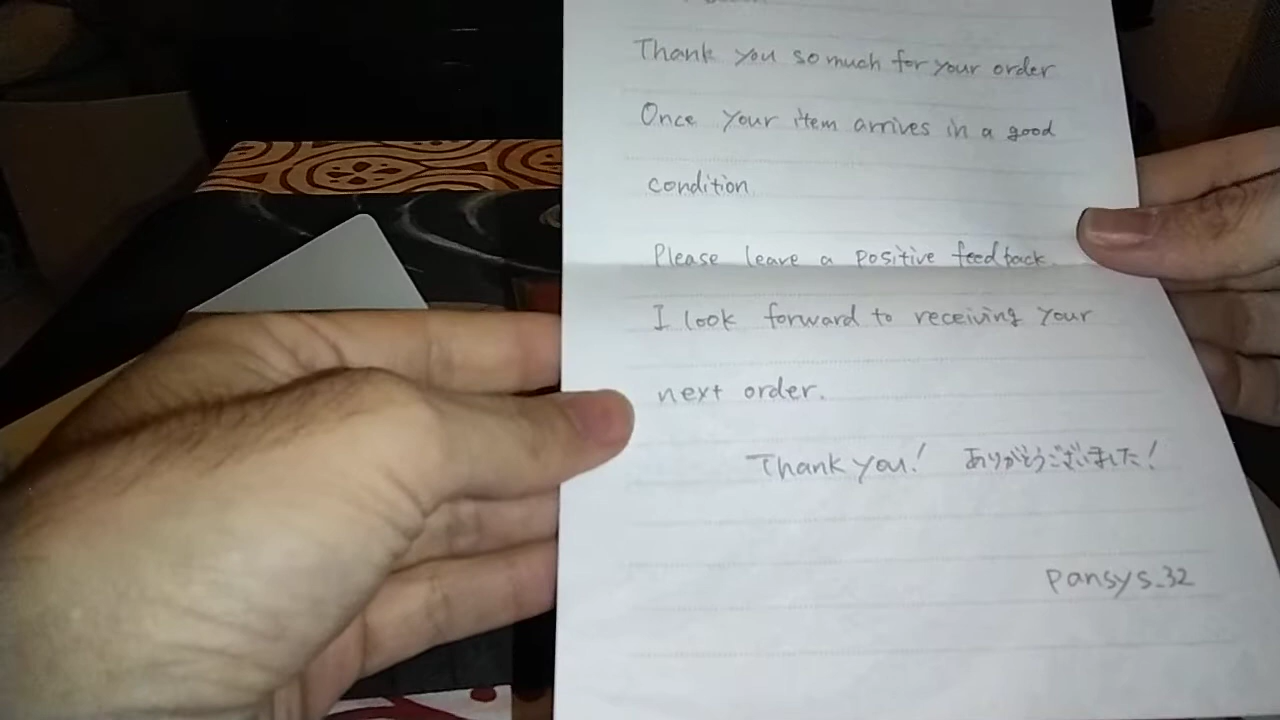 Thank you so much for your order
Once your item arrives in a good
condition
Please leave a positive feedback.
I look forward to receiving your
next order.
Thank you! ありがとうございました!
pansys_32